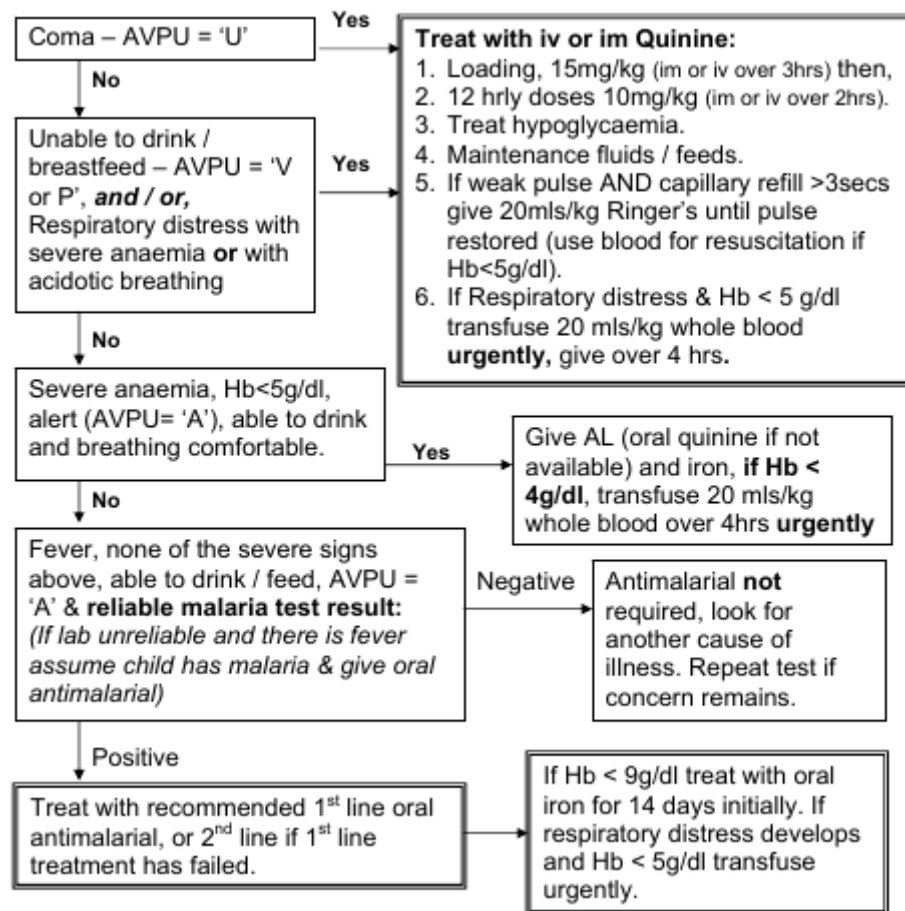 Coma – AVPU = ‘U’
Yes
No
Treat with iv or im Quinine:
1. Loading, 15mg/kg (im or iv over 3hrs) then,
2. 12 hrly doses 10mg/kg (im or iv over 2hrs).
3. Treat hypoglycaemia.
4. Maintenance fluids / feeds.
5. If weak pulse AND capillary refill >3secs
give 20mls/kg Ringer’s until pulse
restored (use blood for resuscitation if
Hb<5g/dl).
6. If Respiratory distress & Hb < 5 g/dl
transfuse 20 mls/kg whole blood
urgently, give over 4 hrs.
Unable to drink /
breastfeed – AVPU = ‘V
or P’, and / or,
Respiratory distress with
severe anaemia or with
acidotic breathing
Yes
No
Severe anaemia, Hb<5g/dl,
alert (AVPU= ‘A’), able to drink
and breathing comfortable.
Yes
No
Give AL (oral quinine if not
available) and iron, if Hb <
4g/dl, transfuse 20 mls/kg
whole blood over 4hrs urgently
Fever, none of the severe signs
above, able to drink / feed, AVPU =
‘A’ & reliable malaria test result:
(If lab unreliable and there is fever
assume child has malaria & give oral
antimalarial)
Negative
Antimalarial not
required, look for
another cause of
illness. Repeat test if
concern remains.
Positive
Treat with recommended 1st line oral
antimalarial, or 2nd line if 1st line
treatment has failed.
If Hb < 9g/dl treat with oral
iron for 14 days initially. If
respiratory distress develops
and Hb < 5g/dl transfuse
urgently.